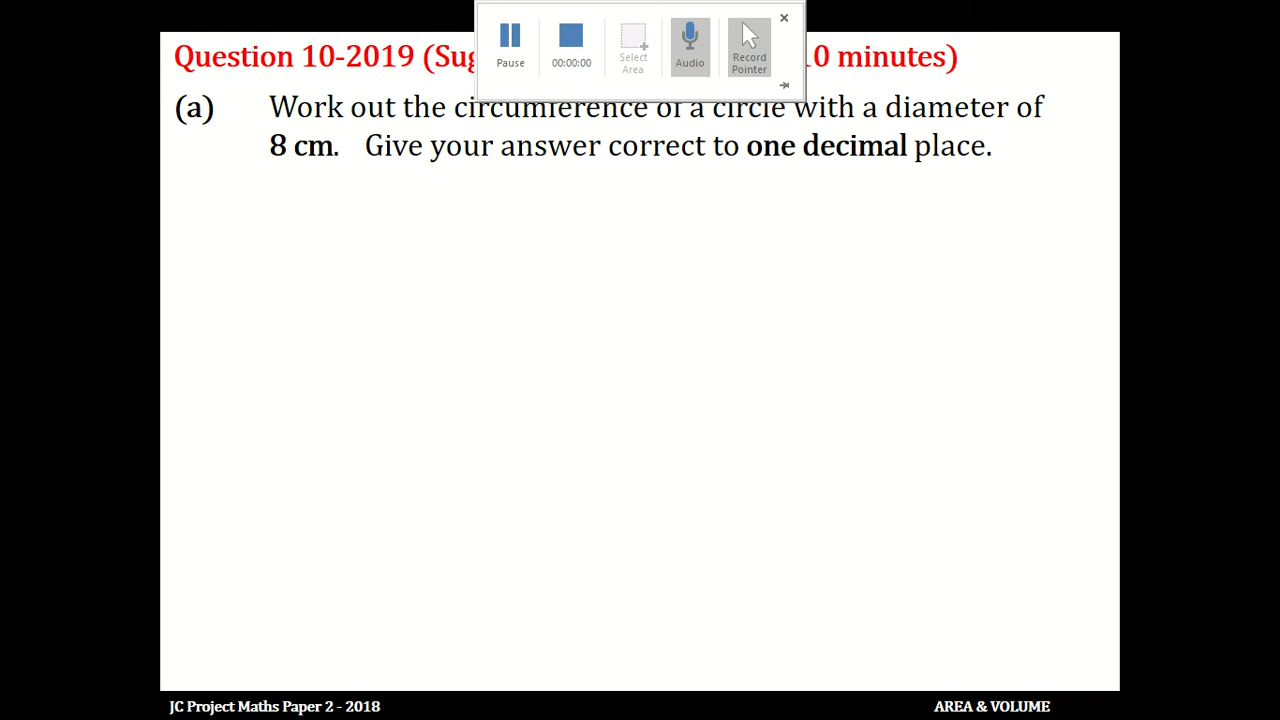 Pause
00:00:00
Select
Area
Audio
Record
Pointer
Question 10-2019 (Sug 10 minutes)
(a) Work out the circumference of a circle with a diameter of
8 cm. Give your answer correct to one decimal place.
JC Project Maths Paper 2 - 2018 AREA & VOLUME